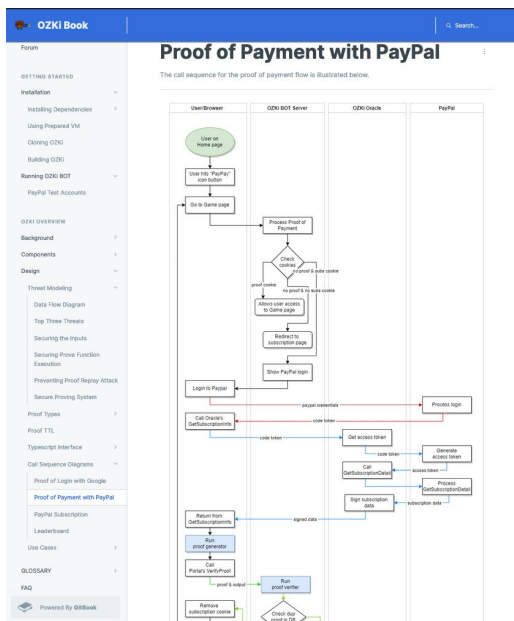 OZKi Book
Search...
Forum
GETTING STARTED
Installation
Installing Dependencies
Using Prepared VM
Cloning OZKI
Building OZKi
Running OZKI BOT
PayPal Test Accounts
OZKI OVERVIEW
Background
Components
Design
Threat Modeling
Data Flow Diagram
Top Three Threats
Securing the Inputs
Securing Prove Function
Execution
Preventing Proof Replay Attack
Secure Proving System
Proof Types
Proof TTL
Typescript Interface
Call Sequence Diagrams
Proof of Login with Google
Proof of Payment with PayPal
PayPal Subscription
Leaderboard
Use Cases
GLOSSARY
FAQ
Powered By GitBook
Proof of Payment with PayPal
The call sequence for the proof of payment flow is illustrated below.
User/Browser
OZKi BOT Server
OZKi Oracle
PayPal
User on
Home page
User hits "PayPay"
icon button
Go to Game page
Process Proof of
Payment
Check
cookies
no proof & subs cookie
proof cookie
no proof & no subs cookie
Allows user access
to Game page
Redirect to
subscription page
Show PayPal login
Login to Paypal
paypal credentials
Process login
Call Oracle's
GetSubscriptionInfo
code token
code token
Get access token
code token
Generate
access token
Call
GetSubscriptionDetail
access token
Process
GetSubscriptionDetail
Sign subscription
data
subscription data
Return from
GetSubscriptionInfo
signed data
Run
proof generator
Call
Portal's VerifyProof
proof & output
Run
proof verifier
Remove
subscription cookie
Check dup
proof in DB